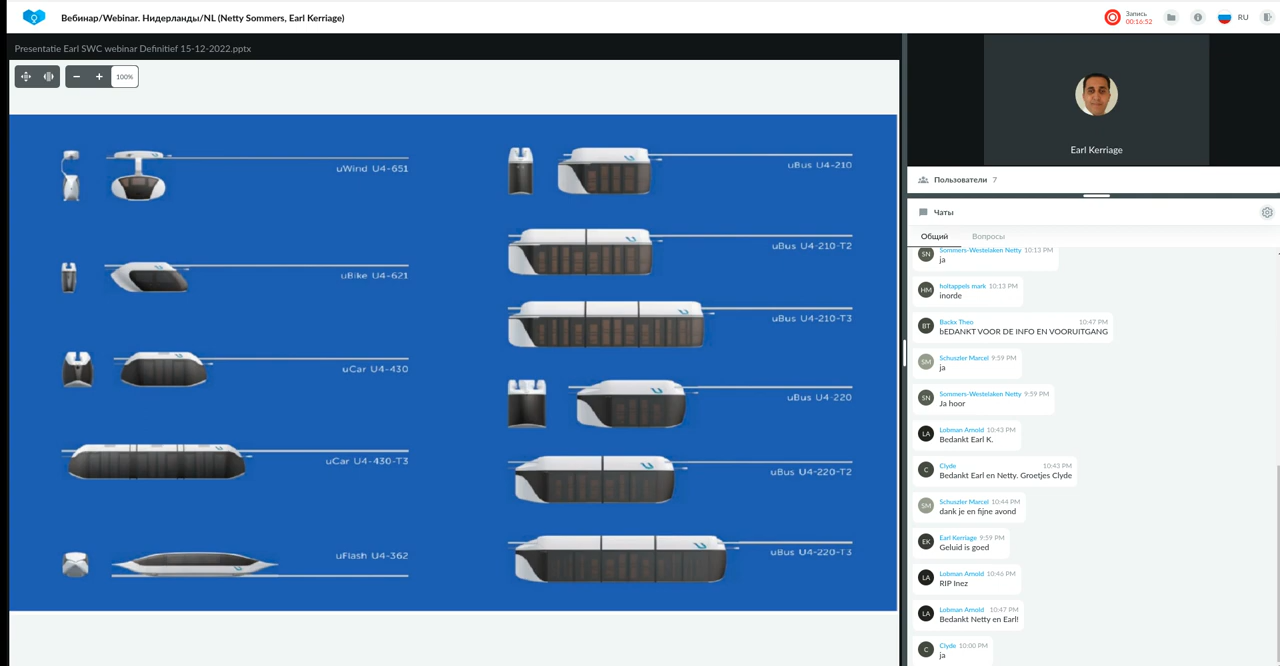 Вебинар/Webinar. Нидерланды/NL (Netty Sommers, Earl Kerriage)
Запись
00:16:52
RU
Presentatie Earl SWC webinar Definitief 15-12-2022.pptx
100%
uWind U4-651
uBike U4-621
uCar U4-430
uCar U4-430-T3
uFlash U4-362
uBus U4-210
uBus U4-210-T2
uBus U4-210-T3
uBus U4-220
uBus U4-220-T2
uBus U4-220-T3
Earl Kerriage
Пользователи 7
Чаты
Общий Вопросы
SN Sommers-Westelaken Netty 10:13 PM
ja
HM holtappels mark 10:13 PM
inorde
BT Backx Theo 10:47 PM
bEDANKT VOOR DE INFO EN VOORUITGANG
SM Schuszler Marcel 9:59 PM
ja
SN Sommers-Westelaken Netty 9:59 PM
Ja hoor
LA Lobman Arnold 10:43 PM
Bedankt Earl K.
C Clyde 10:43 PM
Bedankt Earl en Netty. Groetjes Clyde
SM Schuszler Marcel 10:44 PM
dank je en fijne avond
EK Earl Kerriage 9:59 PM
Geluid is goed
LA Lobman Arnold 10:46 PM
RIP Inez
LA Lobman Arnold 10:47 PM
Bedankt Netty en Earl!
C Clyde 10:00 PM
ja